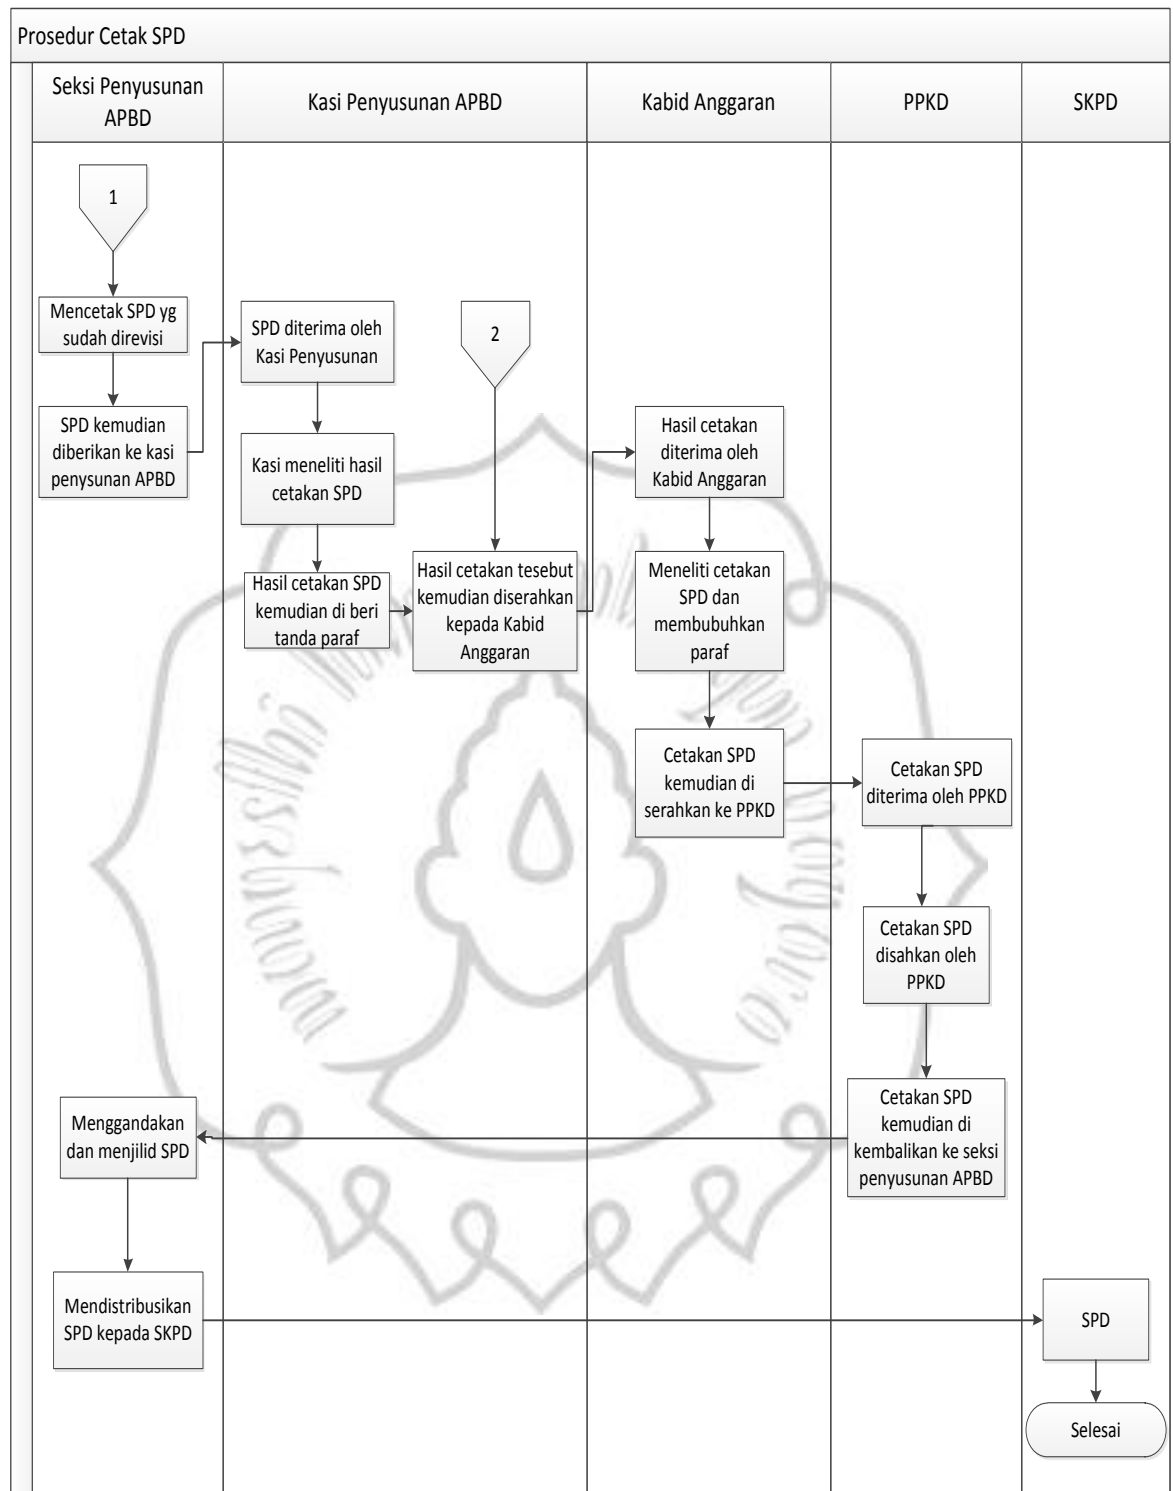 Prosedur Cetak SPD
Seksi Penyusunan
APBD
Kasi Penyusunan APBD
Kabid Anggaran
PPKD
SKPD
1
Mencetak SPD yg
sudah direvisi
SPD kemudian
diberikan ke kasi
penysunan APBD
SPD diterima oleh
Kasi Penyusunan
Kasi meneliti hasil
cetakan SPD
Hasil cetakan SPD
kemudian di beri
tanda paraf
2
Hasil cetakan tesebut
kemudian diserahkan
kepada Kabid
Anggaran
Hasil cetakan
diterima oleh
Kabid Anggaran
Meneliti cetakan
SPD dan
membubuhkan
paraf
Cetakan SPD
kemudian di
serahkan ke PPKD
Cetakan SPD
diterima oleh PPKD
Cetakan SPD
disahkan oleh
PPKD
Cetakan SPD
kemudian di
kembalikan ke seksi
penyusunan APBD
Menggandakan
dan menjilid SPD
Mendistribusikan
SPD kepada SKPD
SPD
Selesai